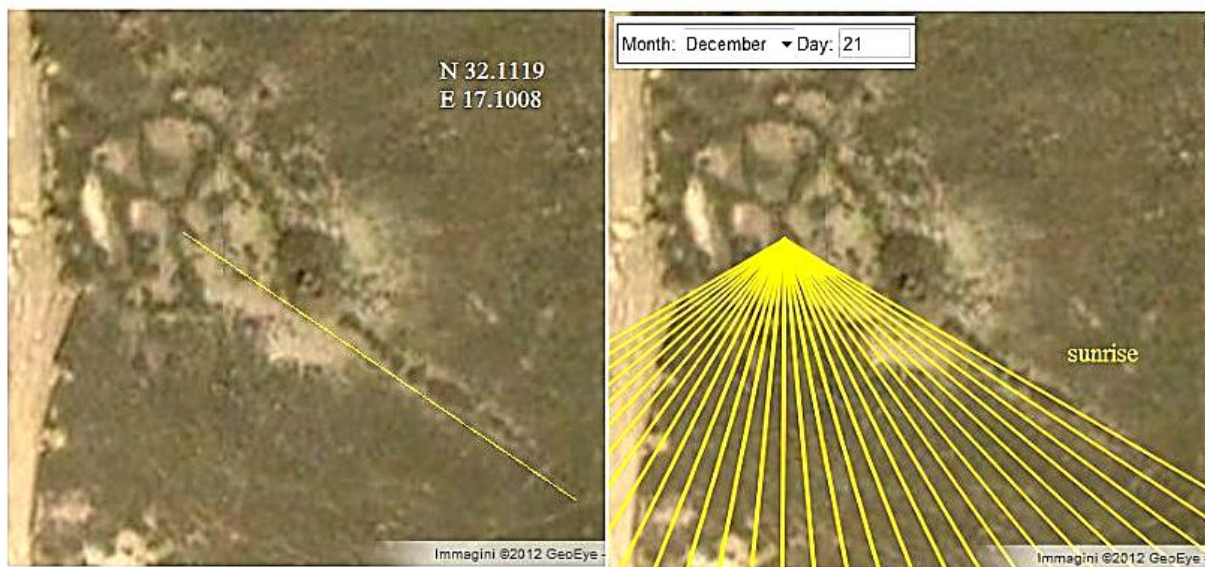 N 32.1119
E 17.1008
Immagini ©2012 GeoEye -
Month: December Day: 21
sunrise
Immagini ©2012 GeoEye -